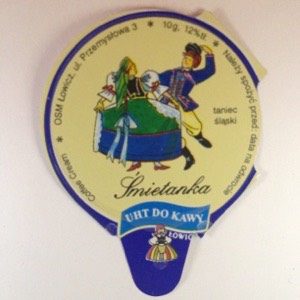 Coffee Cream * OSM Łowicz, ul. Przemysłowa 3 * 10g, 12%tł. * Należy spożyć przed: data na odwrocie
taniec
śląski
Śmietanka
UHT DO KAWY
ŁOWICZ